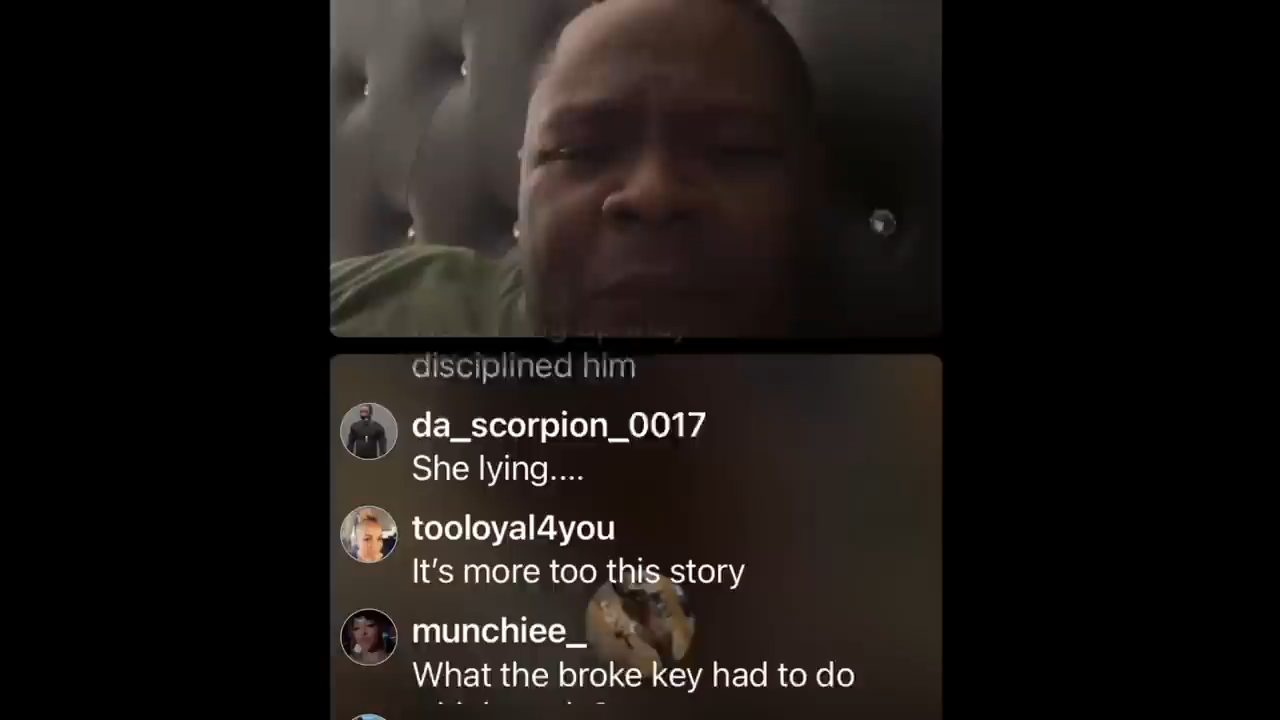 disciplined him
da_scorpion_0017
She lying....
tooloyal4you
It's more too this story
munchiee_
What the broke key had to do